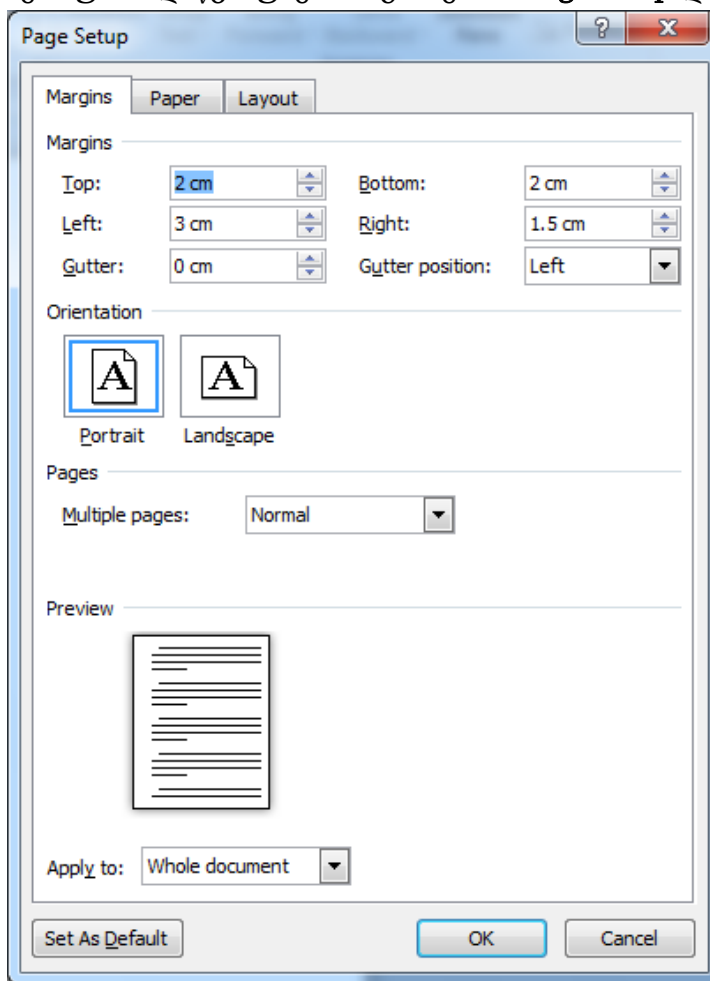 Page Setup
Margins Paper Layout
Margins
Top: 2 cm Bottom: 2 cm
Left: 3 cm Right: 1.5 cm
Gutter: 0 cm Gutter position: Left
Orientation
A A
Portrait Landscape
Pages
Multiple pages: Normal
Preview
Apply to: Whole document
Set As Default OK Cancel